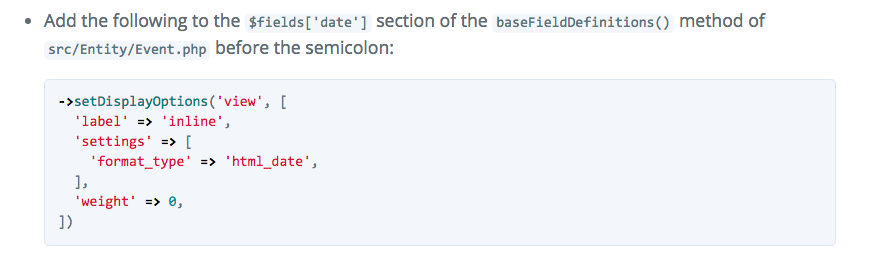 • Add the following to the $fields['date'] section of the baseFieldDefinitions() method of
src/Entity/Event.php before the semicolon:
->setDisplayOptions('view', [
  'label' => 'inline',
  'settings' => [
    'format_type' => 'html_date',
  ],
  'weight' => 0,
])